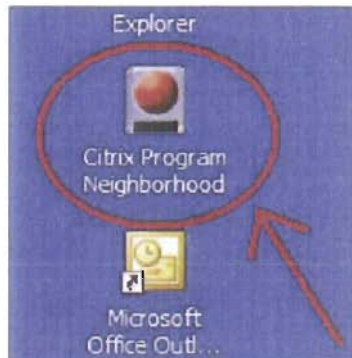 Explorer
Citrix Program
Neighborhood
Microsoft
Office Outl...